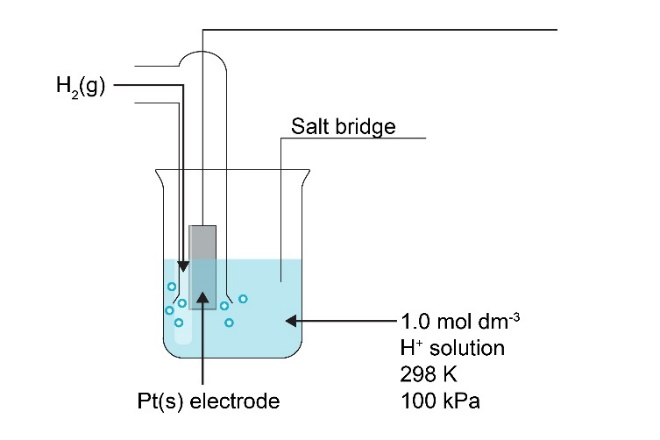 H₂(g)
Salt bridge
1.0 mol dm⁻³
H⁺ solution
298 K
100 kPa
Pt(s) electrode